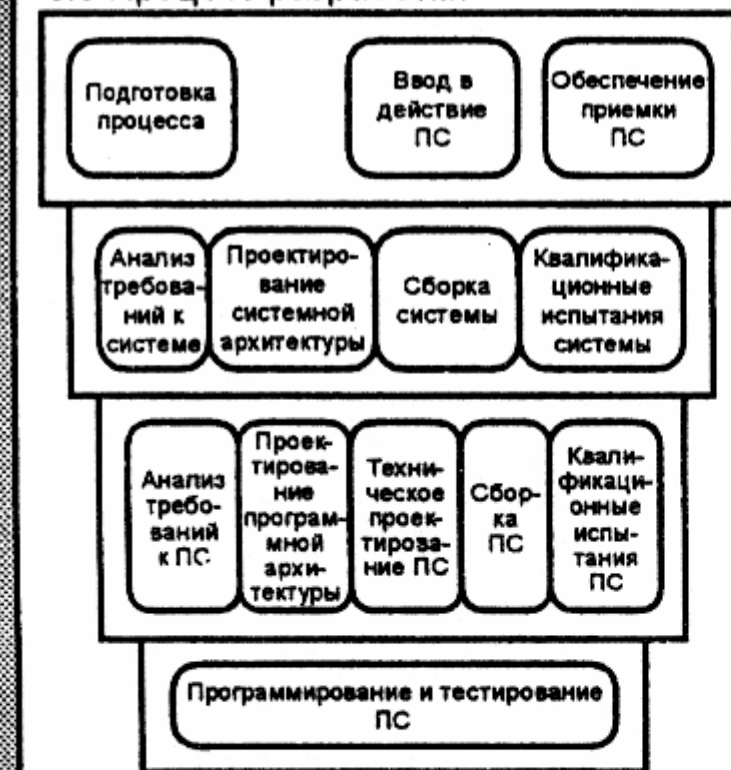 Подготовка
процесса
Ввод в
действие
ПС
Обеспечение
приемки
ПС
Анализ
требова-
ний к
системе
Проектиро-
вание
системной
архитектуры
Сборка
системы
Квалифика-
ционные
испытания
системы
Анализ
требо-
ваний
к ПС
Проек-
тирова-
ние
програм-
мной
архи-
тектуры
Техни-
ческое
проек-
тирова-
ние ПС
Сбор-
ка
ПС
Квали-
фикаци-
онные
испы-
тания
ПС
Программирование и тестирование
ПС